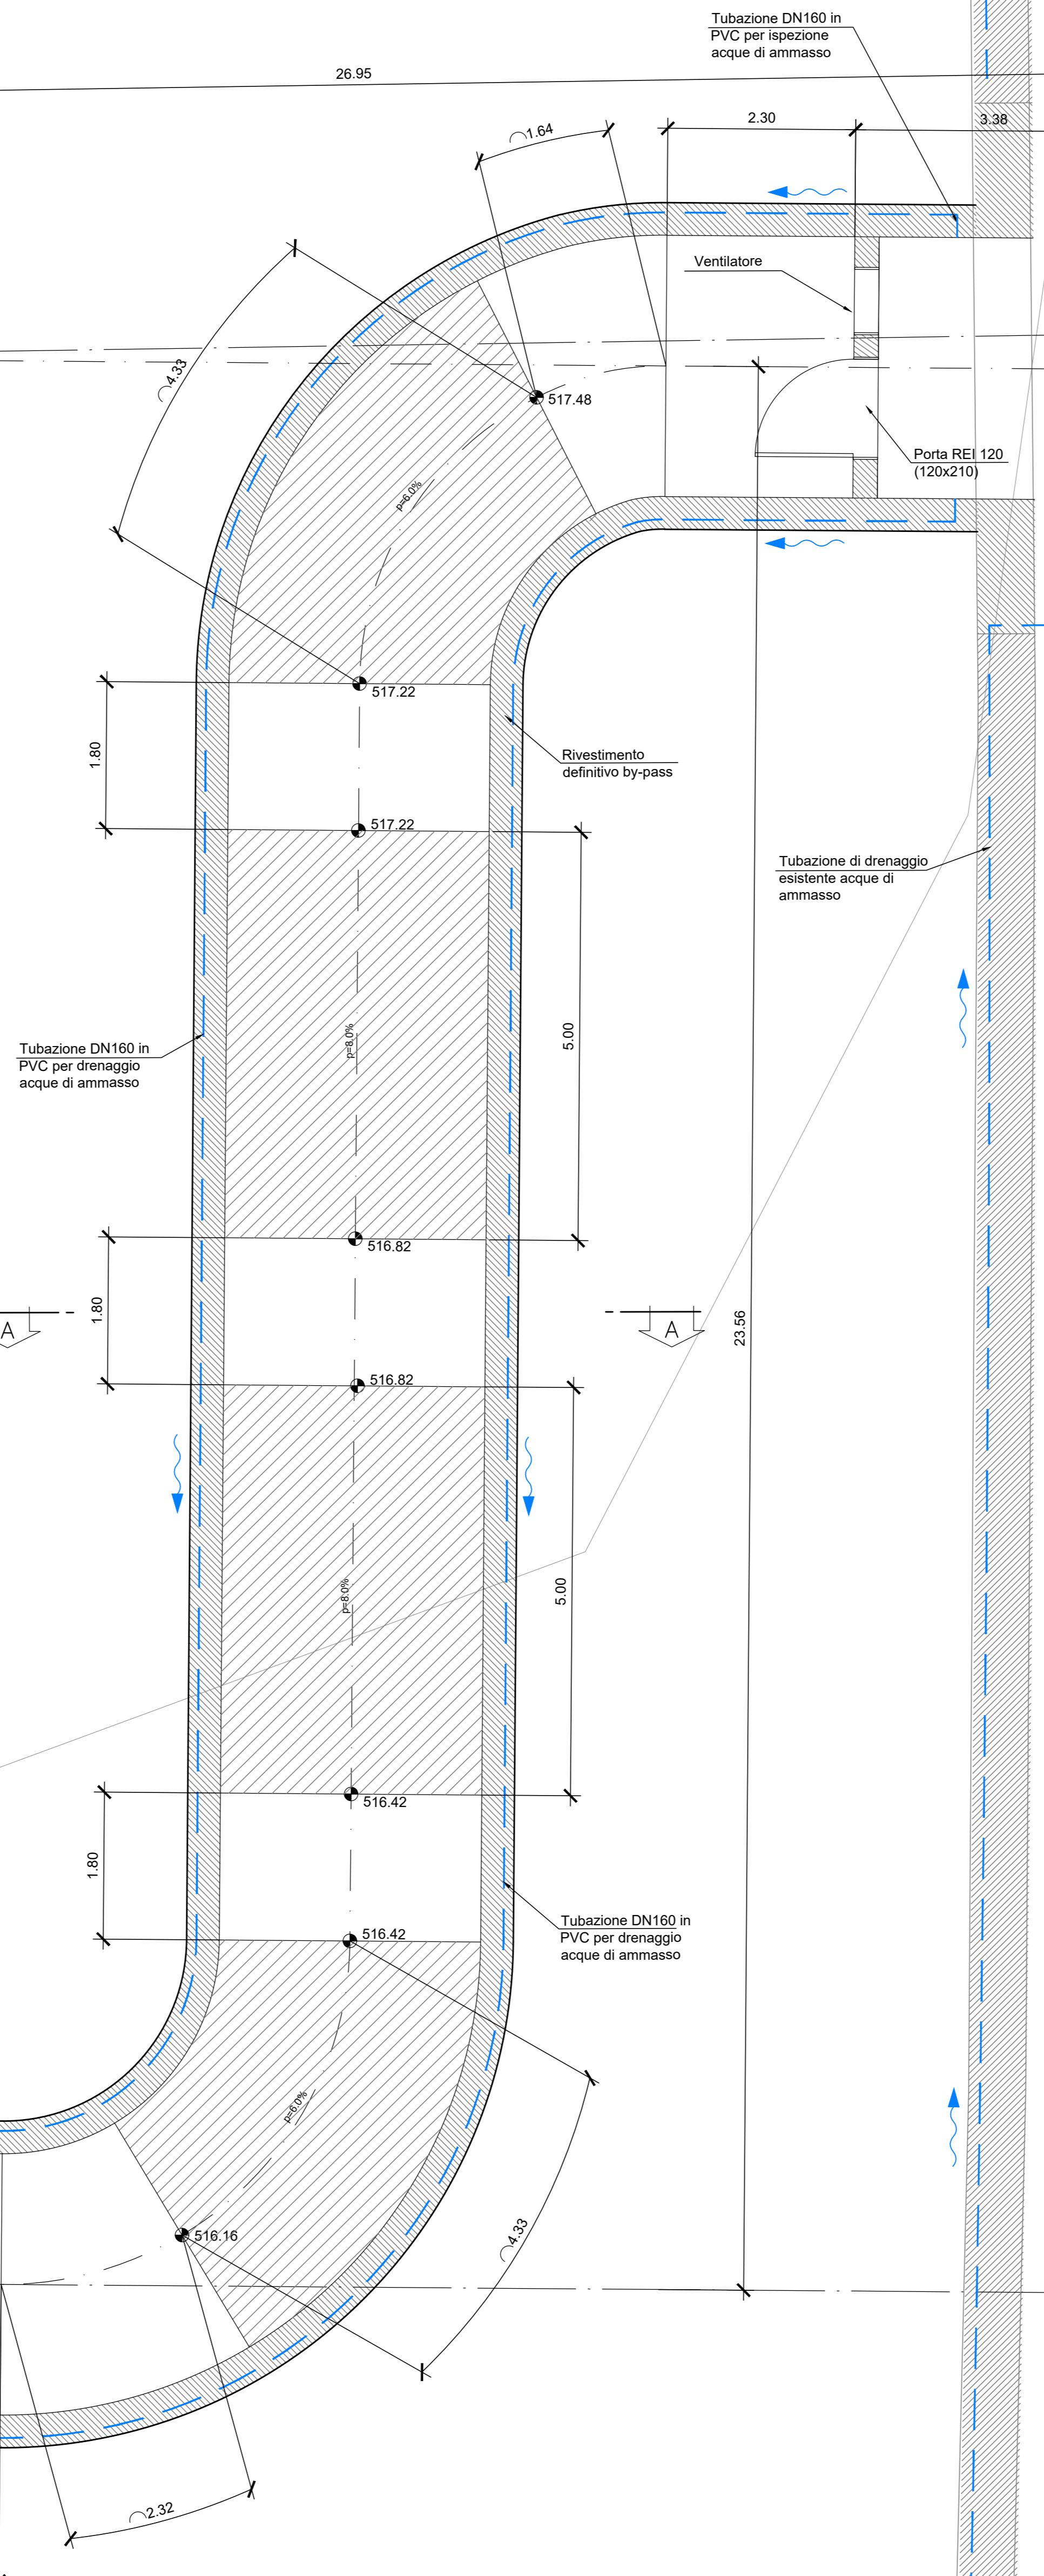 Tubazione DN160 in
PVC per ispezione
acque di ammasso
26.95
2.30
3.38
1.64
Ventilatore
4.33
517.48
Porta REI 120
(120x210)
p=6.0%
517.22
1.80
Rivestimento
definitivo by-pass
517.22
Tubazione di drenaggio
esistente acque di
ammasso
5.00
p=8.0%
Tubazione DN160 in
PVC per drenaggio
acque di ammasso
516.82
1.80
A
A
23.56
516.82
5.00
p=8.0%
516.42
1.80
Tubazione DN160 in
PVC per drenaggio
acque di ammasso
516.42
p=6.0%
516.16
4.33
2.32